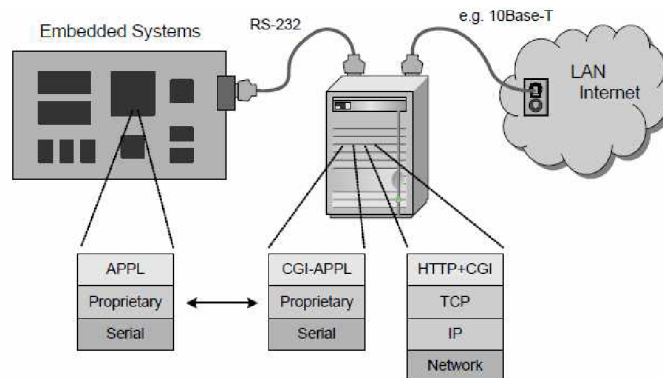 Embedded Systems
RS-232
e.g. 10Base-T
LAN
Internet
APPL
Proprietary
Serial
CGI-APPL
Proprietary
Serial
HTTP+CGI
TCP
IP
Network